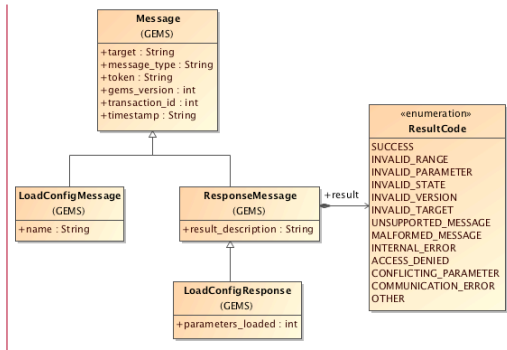 Message
(GEMS)
+target : String
+message_type : String
+token : String
+gems_version : int
+transaction_id : int
+timestamp : String
«enumeration»
ResultCode
SUCCESS
INVALID_RANGE
INVALID_PARAMETER
INVALID_STATE
INVALID_VERSION
INVALID_TARGET
UNSUPPORTED_MESSAGE
MALFORMED_MESSAGE
INTERNAL_ERROR
ACCESS_DENIED
CONFLICTING_PARAMETER
COMMUNICATION_ERROR
OTHER
LoadConfigMessage
(GEMS)
+name : String
ResponseMessage
(GEMS)
+result_description : String
+result
LoadConfigResponse
(GEMS)
+parameters_loaded : int